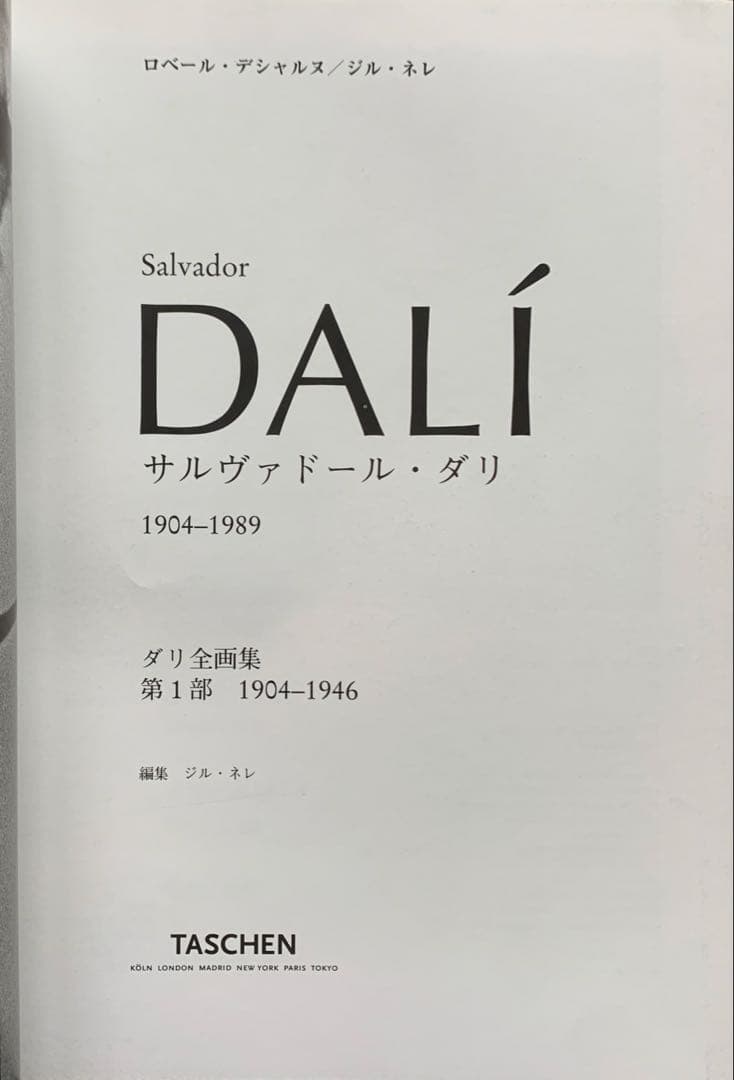 ロベール・デシャルヌ／ジル・ネレ
Salvador
DALÍ
サルヴァドール・ダリ
1904–1989
ダリ全画集
第1部　1904–1946
編集　ジル・ネレ
TASCHEN
KÖLN LONDON MADRID NEW YORK PARIS TOKYO